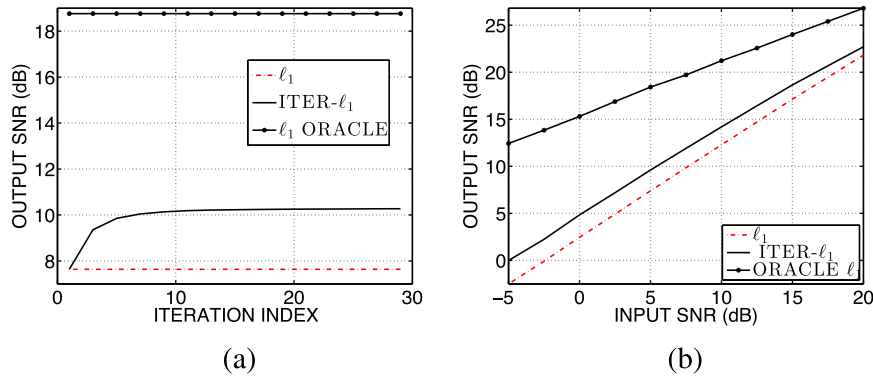 18
16
14
12
10
8
0
10
20
30
OUTPUT SNR (dB)
ITERATION INDEX
ℓ1
ITER-ℓ1
ℓ1 ORACLE
(a)
25
20
15
10
5
0
-5
0
5
10
15
20
OUTPUT SNR (dB)
INPUT SNR (dB)
ℓ1
ITER-ℓ1
ORACLE ℓ1
(b)